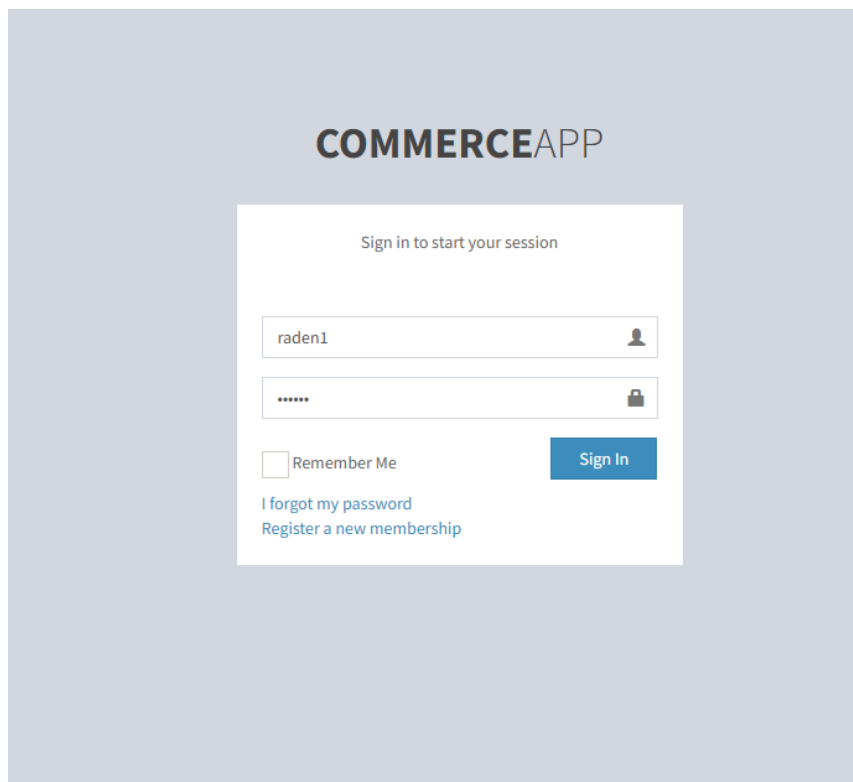 COMMERCEAPP
Sign in to start your session
raden1
••••••
Remember Me
Sign In
I forgot my password
Register a new membership